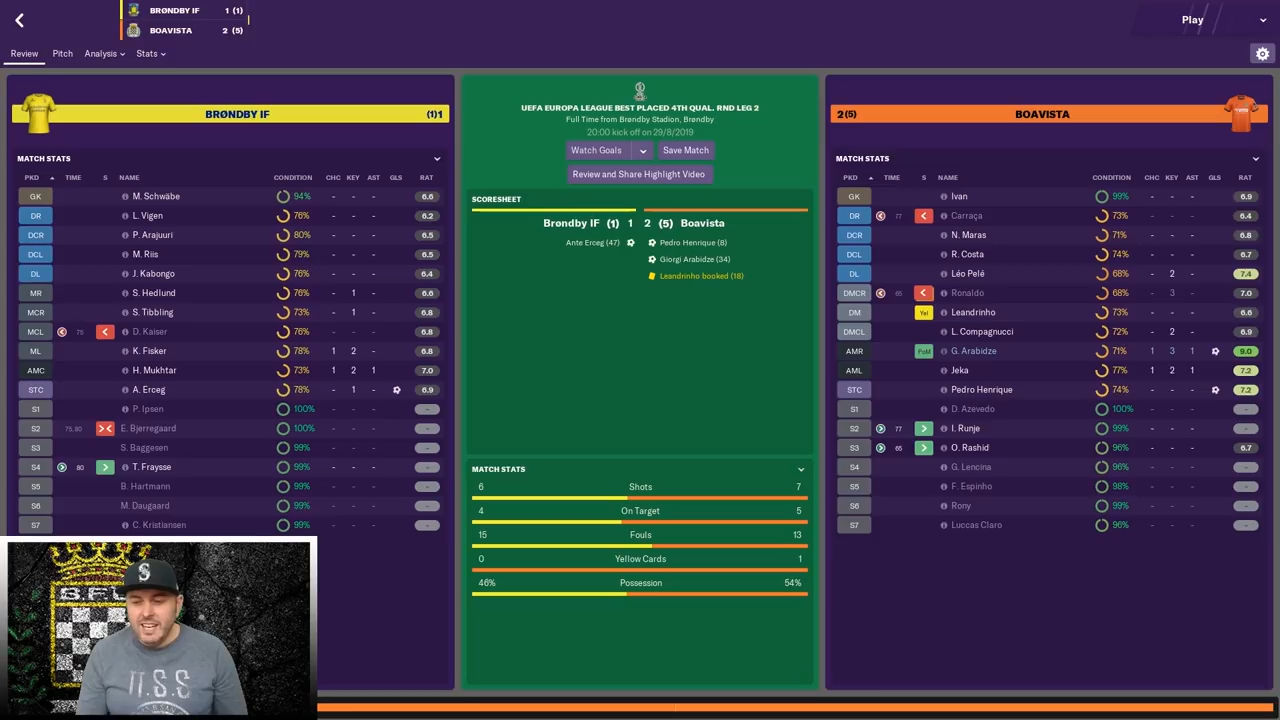 BRØNDBY IF 1 (1)
BOAVISTA 2 (5)
Play
Review Pitch Analysis Stats
BRØNDBY IF (1)1
MATCH STATS
PKD TIME S NAME CONDITION CHC KEY AST GLS RAT
GK M. Schwäbe 94% - - - - 6.6
DR L. Vigen 76% - - - - 6.2
DCR P. Arajuuri 80% - - - - 6.5
DCL M. Riis 79% - - - - 6.5
DL J. Kabongo 76% - - - - 6.4
MR S. Hedlund 76% - 1 - - 6.6
MCR S. Tibbling 73% - 1 - - 6.8
MCL 75 D. Kaiser 76% - - - - 6.8
ML K. Fisker 78% 1 2 - - 6.8
AMC H. Mukhtar 73% 1 2 1 - 7.0
STC A. Erceg 78% - 1 - 6.9
S1 P. Ipsen 100% - - - - -
S2 75,80 E. Bjerregaard 100% - - - - -
S3 S. Baggesen 99% - - - - -
S4 80 T. Fraysse 99% - - - - -
S5 B. Hartmann 99% - - - - -
S6 M. Daugaard 99% - - - - -
S7 C. Kristiansen 99% - - - - -
UEFA EUROPA LEAGUE BEST PLACED 4TH QUAL. RND LEG 2
Full Time from Brøndby Stadion, Brøndby
20:00 kick off on 29/8/2019
Watch Goals Save Match
Review and Share Highlight Video
SCORESHEET
Brøndby IF (1) 1 2 (5) Boavista
Ante Erceg (47) Pedro Henrique (8)
Giorgi Arabidze (34)
Leandrinho booked (18)
MATCH STATS
6 Shots 7
4 On Target 5
15 Fouls 13
0 Yellow Cards 1
46% Possession 54%
2(5) BOAVISTA
MATCH STATS
PKD TIME S NAME CONDITION CHC KEY AST GLS RAT
GK Ivan 99% - - - - 6.9
DR 77 Carraça 73% - - - - 6.4
DCR N. Maras 71% - - - - 6.8
DCL R. Costa 74% - - - - 6.7
DL Léo Pelé 68% - 2 - - 7.4
DMCR 65 Ronaldo 68% - 3 - - 7.0
DM Yel Leandrinho 73% - - - - 6.6
DMCL L. Compagnucci 72% - 2 - - 6.9
AMR PoM G. Arabidze 71% 1 3 1 9.0
AML Jeka 77% 1 2 1 - 7.2
STC Pedro Henrique 74% - - - 7.2
S1 D. Azevedo 100% - - - - -
S2 77 I. Runje 99% - - - - -
S3 65 O. Rashid 96% - - - - 6.7
S4 G. Lencina 96% - - - - -
S5 F. Espinho 98% - - - - -
S6 Rony 99% - - - - -
S7 Luccas Claro 96% - - - - -
B.F.C